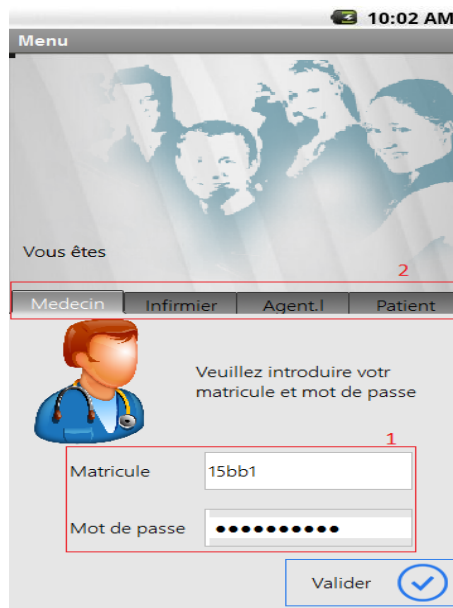 10:02 AM
Menu
Vous êtes
2
Medecin Infirmier Agent.l Patient
Veuillez introduire votr
matricule et mot de passe
1
Matricule 15bb1
Mot de passe ●●●●●●●●●●
Valider